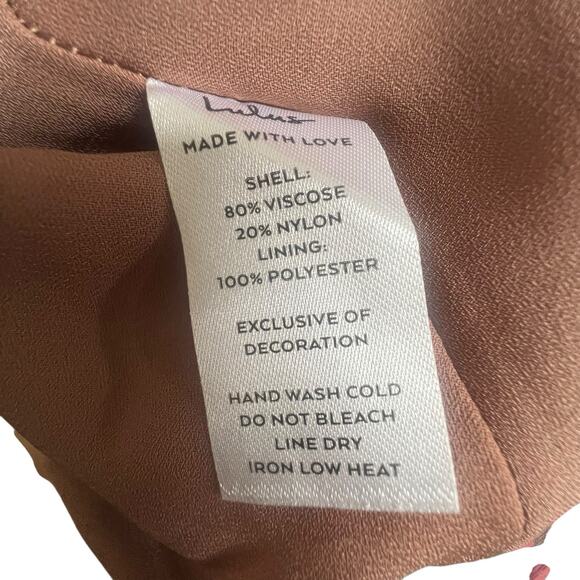 Lulus
MADE WITH LOVE
SHELL:
80% VISCOSE
20% NYLON
LINING:
100% POLYESTER
EXCLUSIVE OF
DECORATION
HAND WASH COLD
DO NOT BLEACH
LINE DRY
IRON LOW HEAT